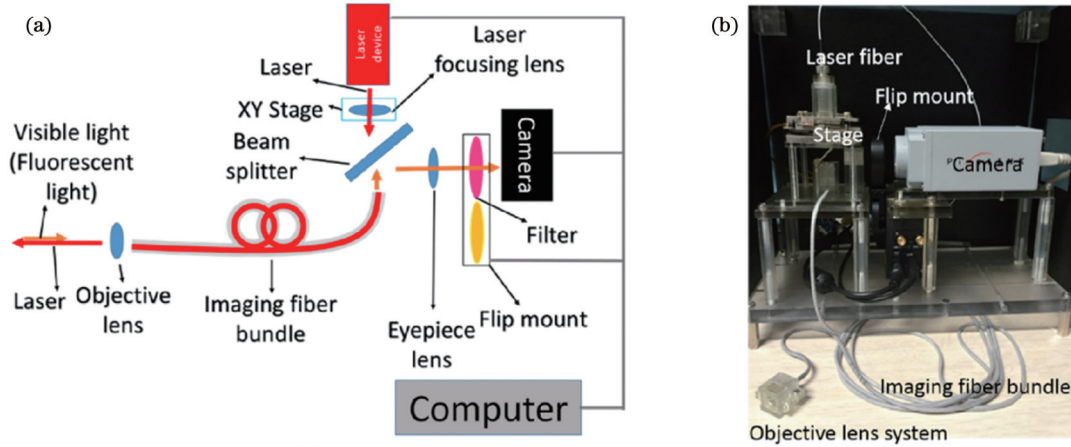 (a)
Laser
device
Laser
focusing lens
Laser
XY Stage
Visible light
(Fluorescent
light)
Beam
splitter
Camera
Laser
Objective
lens
Imaging fiber
bundle
Filter
Eyepiece
lens
Flip mount
Computer
(b)
Laser fiber
Flip mount
Stage
Camera
Imaging fiber bundle
Objective lens system